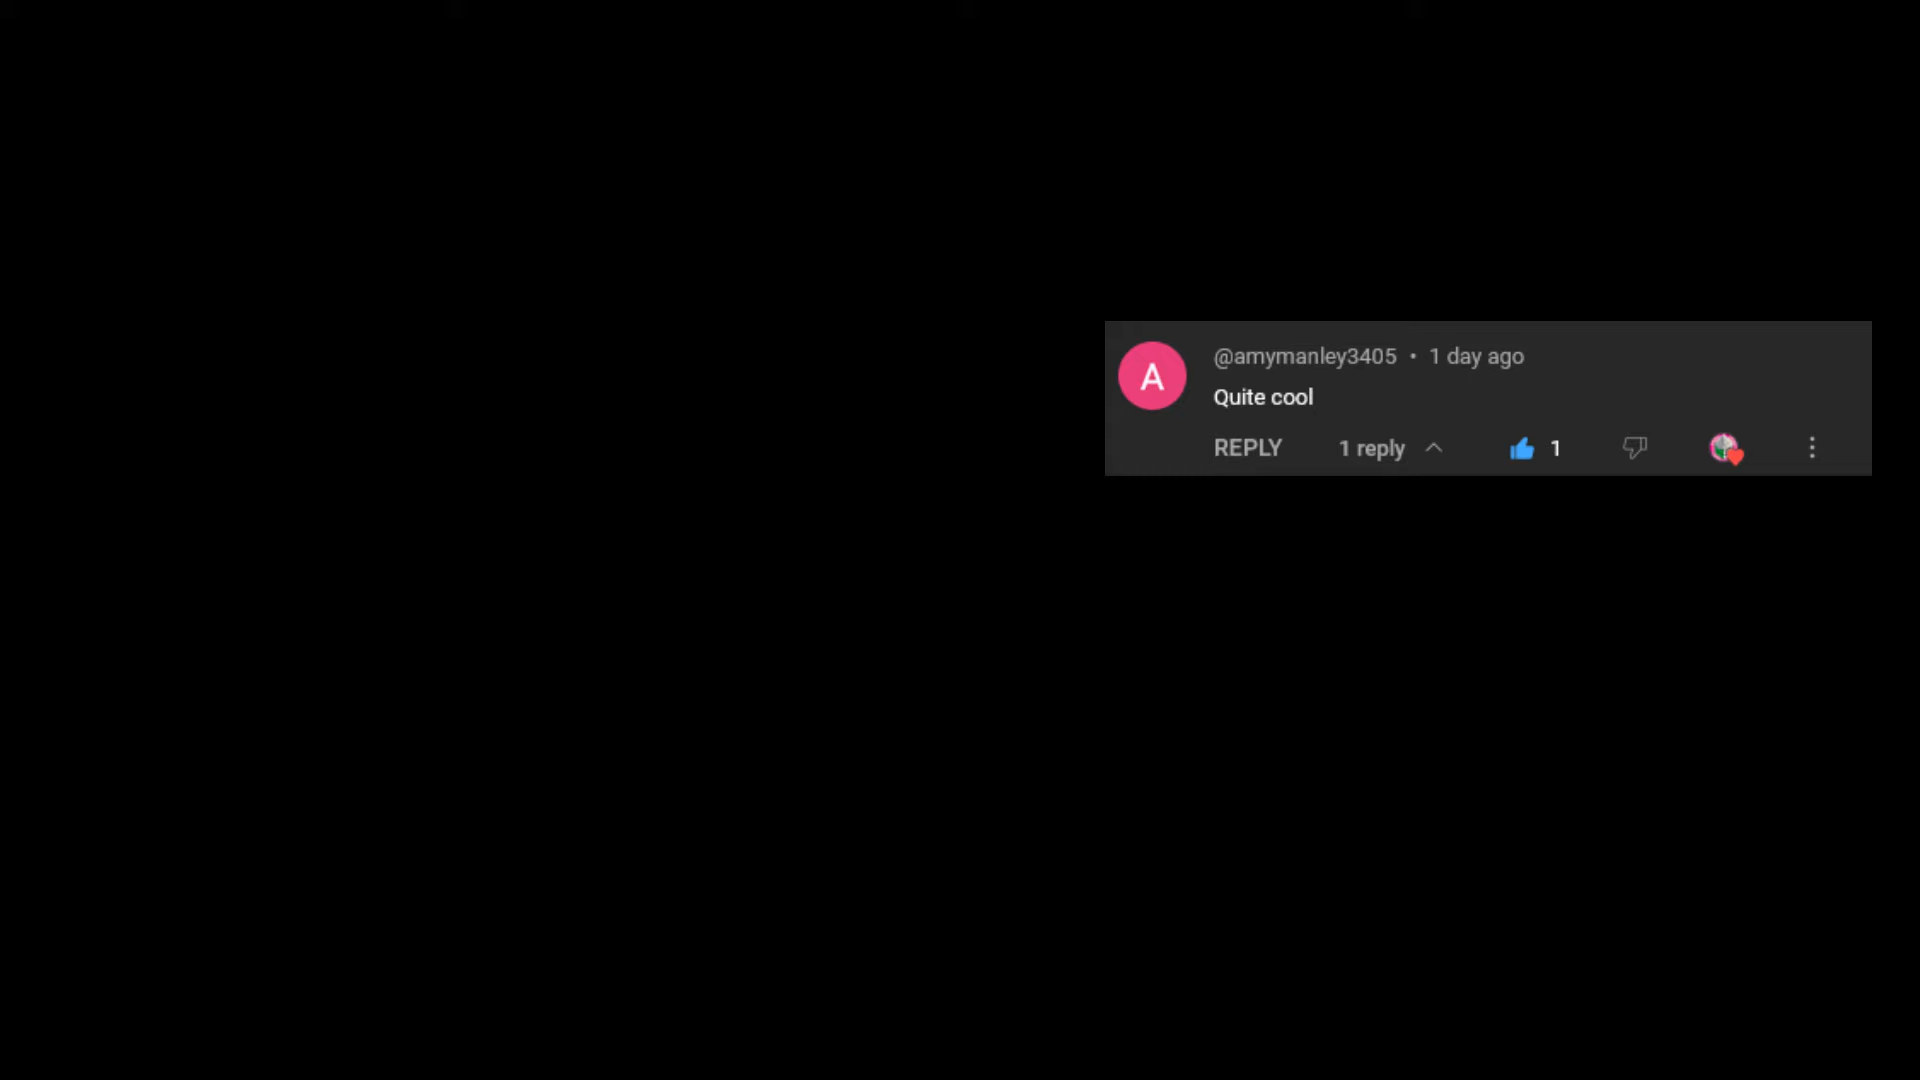 A
@amymanley3405 • 1 day ago
Quite cool
REPLY 1 reply 1